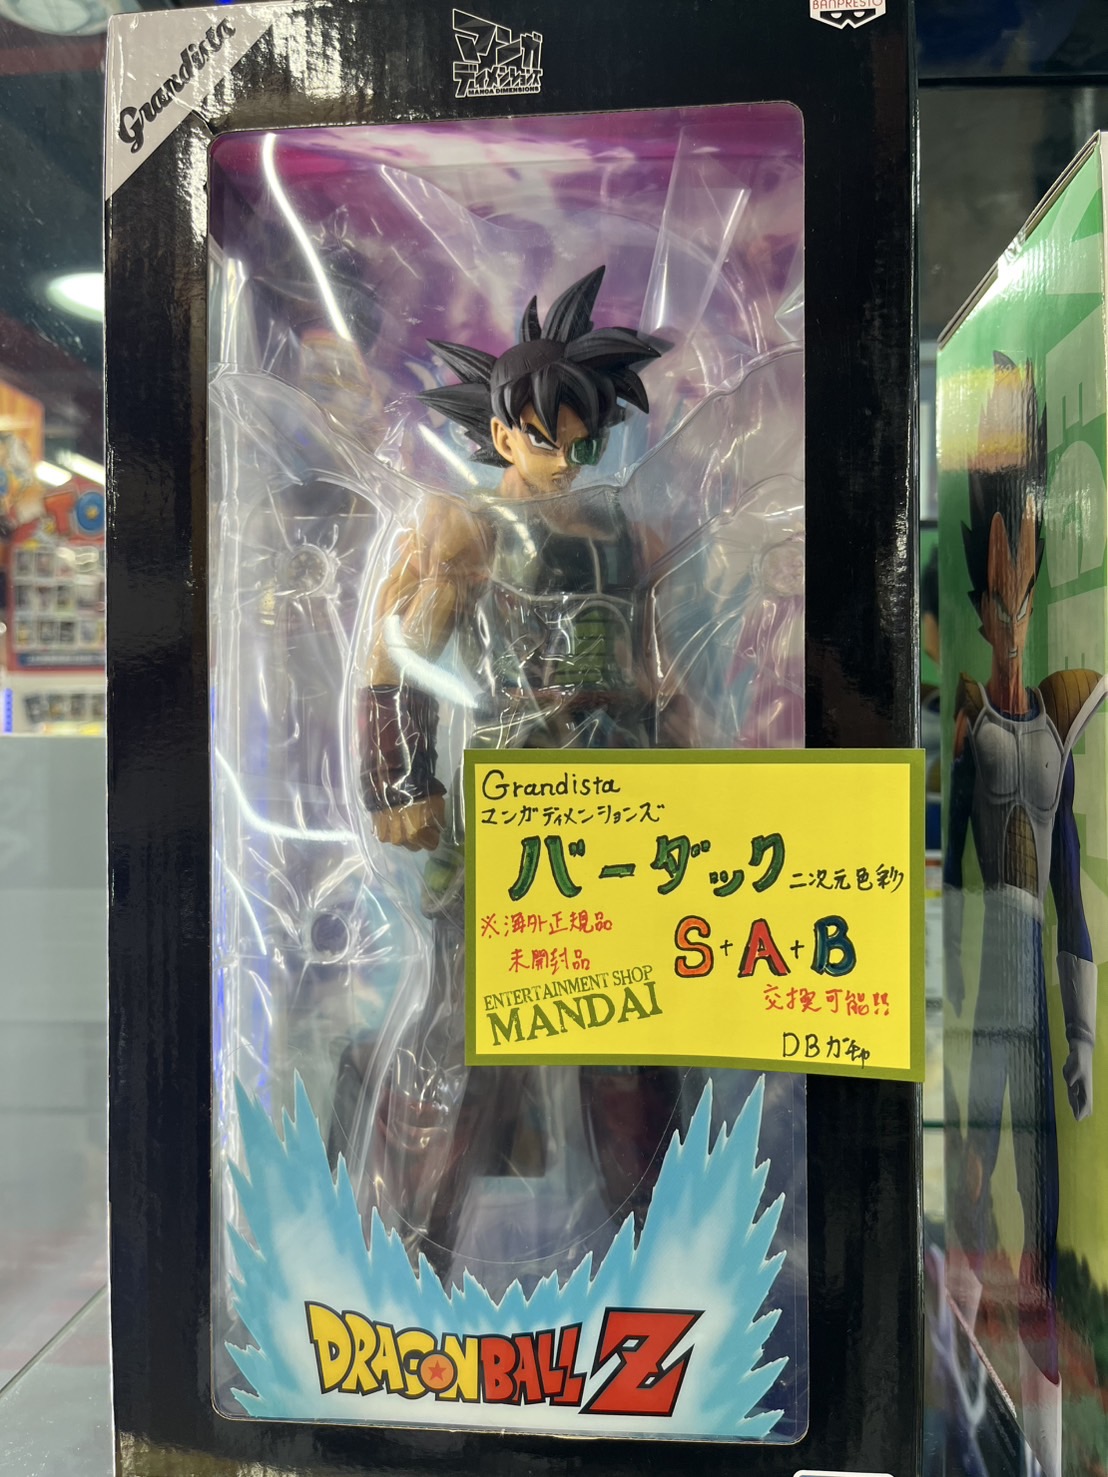 BANPRESTO
Grandista
マンガ
ディメンションズ
MANGA DIMENSIONS
Grandista
マンガディメンションズ
バーダック 二次元色彩
※海外正規品
未開封品
S+A+B
交換可能!!
ENTERTAINMENT SHOP
MANDAI
DBガチャ
DRAGONBALL Z